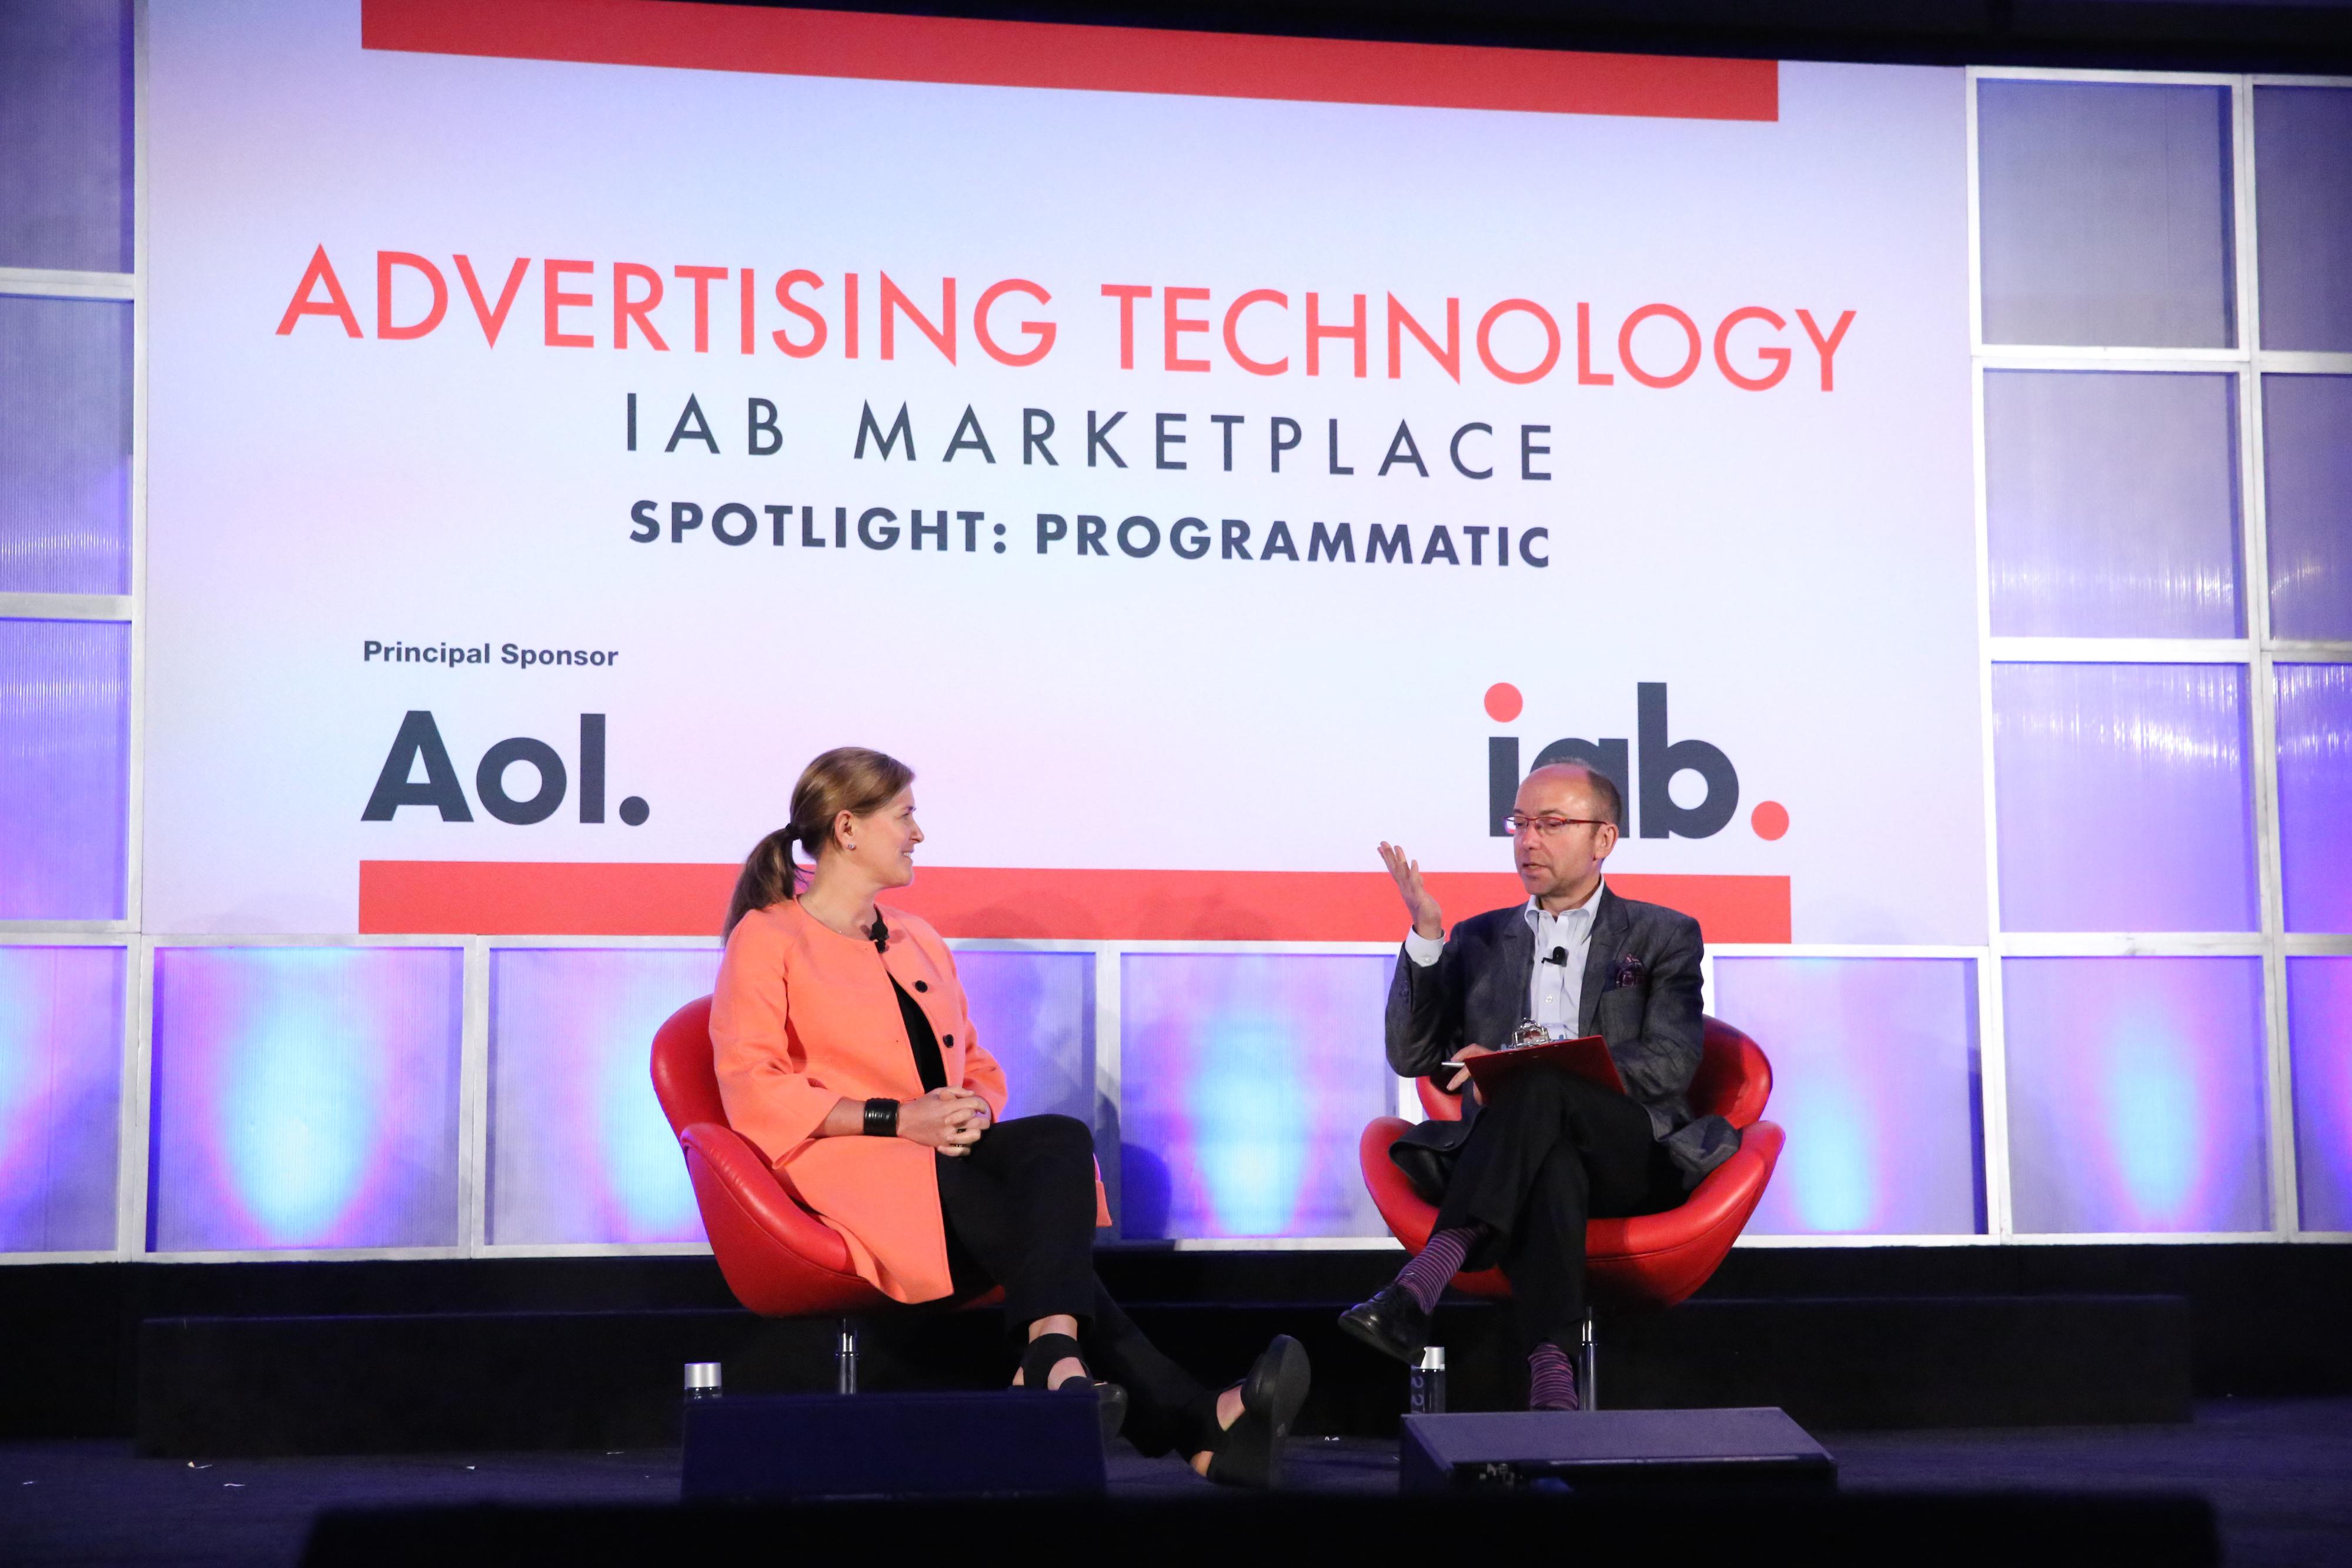 ADVERTISING TECHNOLOGY
IAB MARKETPLACE
SPOTLIGHT: PROGRAMMATIC
Principal Sponsor
Aol.
iab.